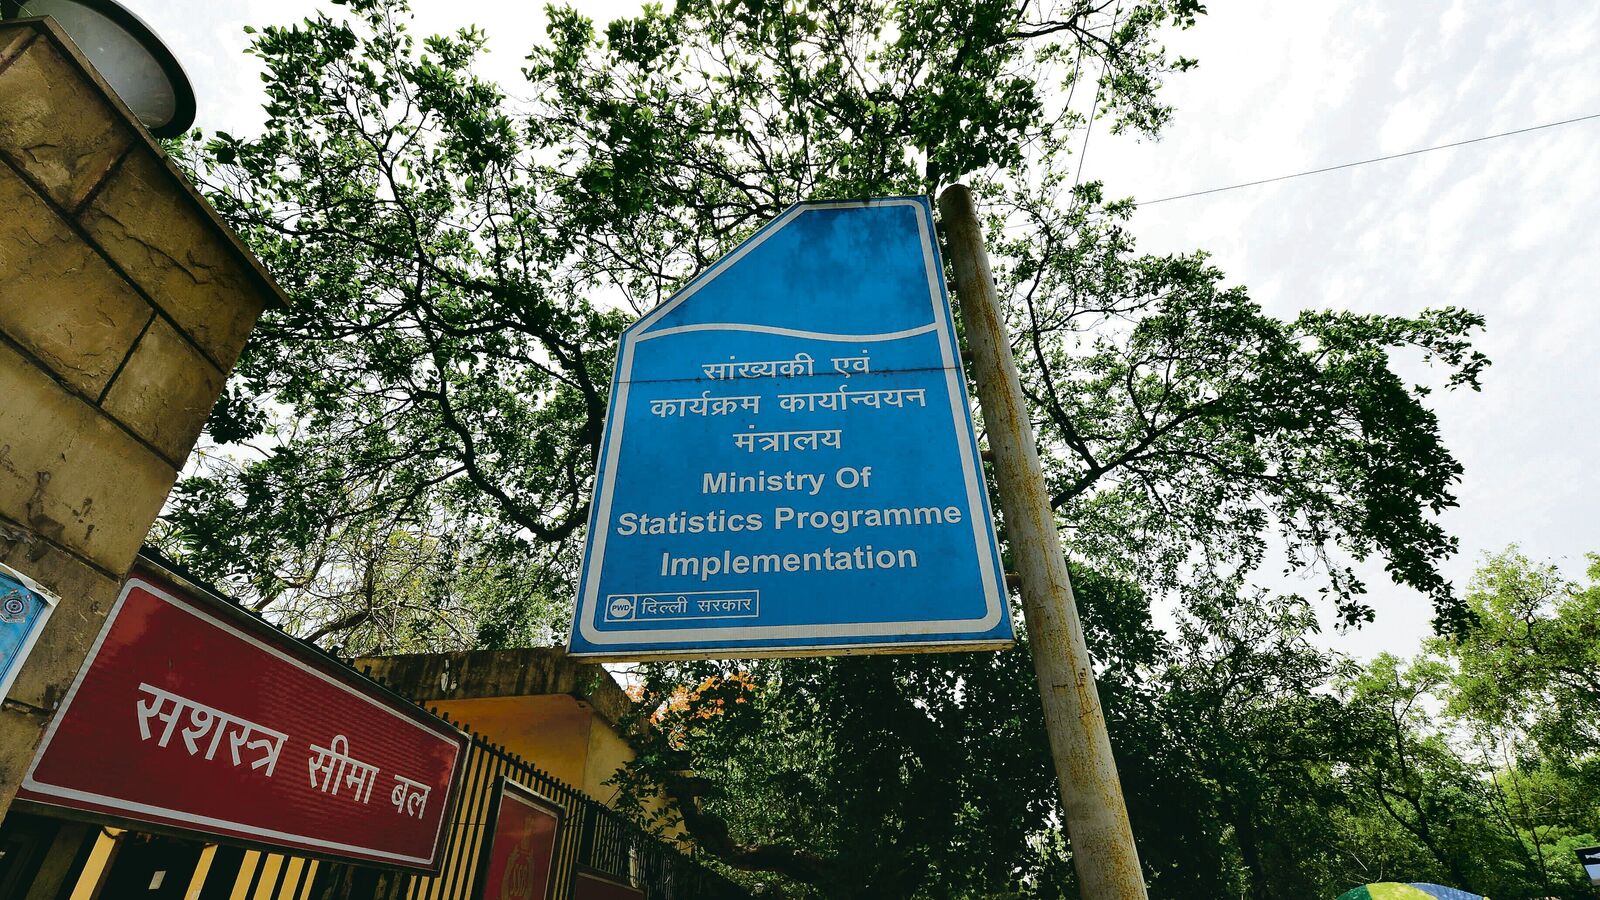 सांख्यकी एवं
कार्यक्रम कार्यान्वयन
मंत्रालय
Ministry Of
Statistics Programme
Implementation
PWD दिल्ली सरकार
सशस्त्र सीमा बल